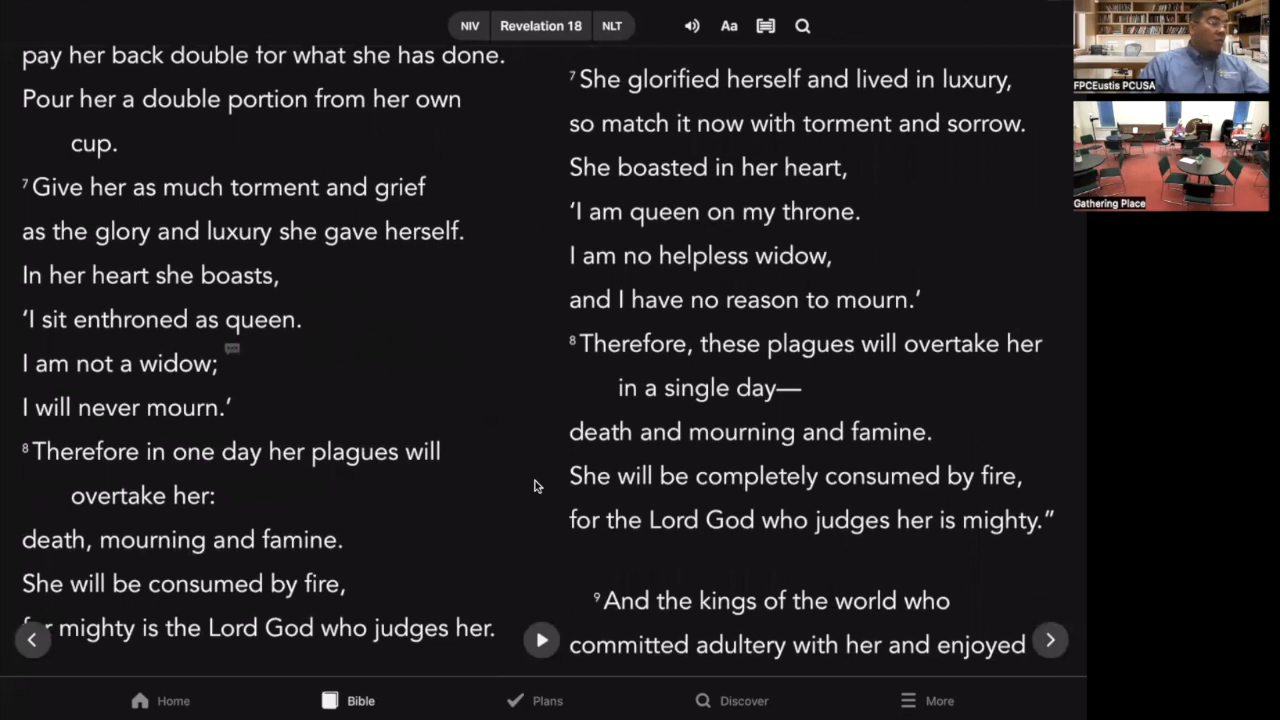 NIV
Revelation 18
NLT
Aa
pay her back double for what she has done.
Pour her a double portion from her own
cup.
7 Give her as much torment and grief
as the glory and luxury she gave herself.
In her heart she boasts,
‘I sit enthroned as queen.
I am not a widow;
I will never mourn.’
8 Therefore in one day her plagues will
overtake her:
death, mourning and famine.
She will be consumed by fire,
for mighty is the Lord God who judges her.
7 She glorified herself and lived in luxury,
so match it now with torment and sorrow.
She boasted in her heart,
‘I am queen on my throne.
I am no helpless widow,
and I have no reason to mourn.’
8 Therefore, these plagues will overtake her
in a single day—
death and mourning and famine.
She will be completely consumed by fire,
for the Lord God who judges her is mighty.”
9 And the kings of the world who
committed adultery with her and enjoyed
FPCEustis PCUSA
Gathering Place
Home
Bible
Plans
Discover
More